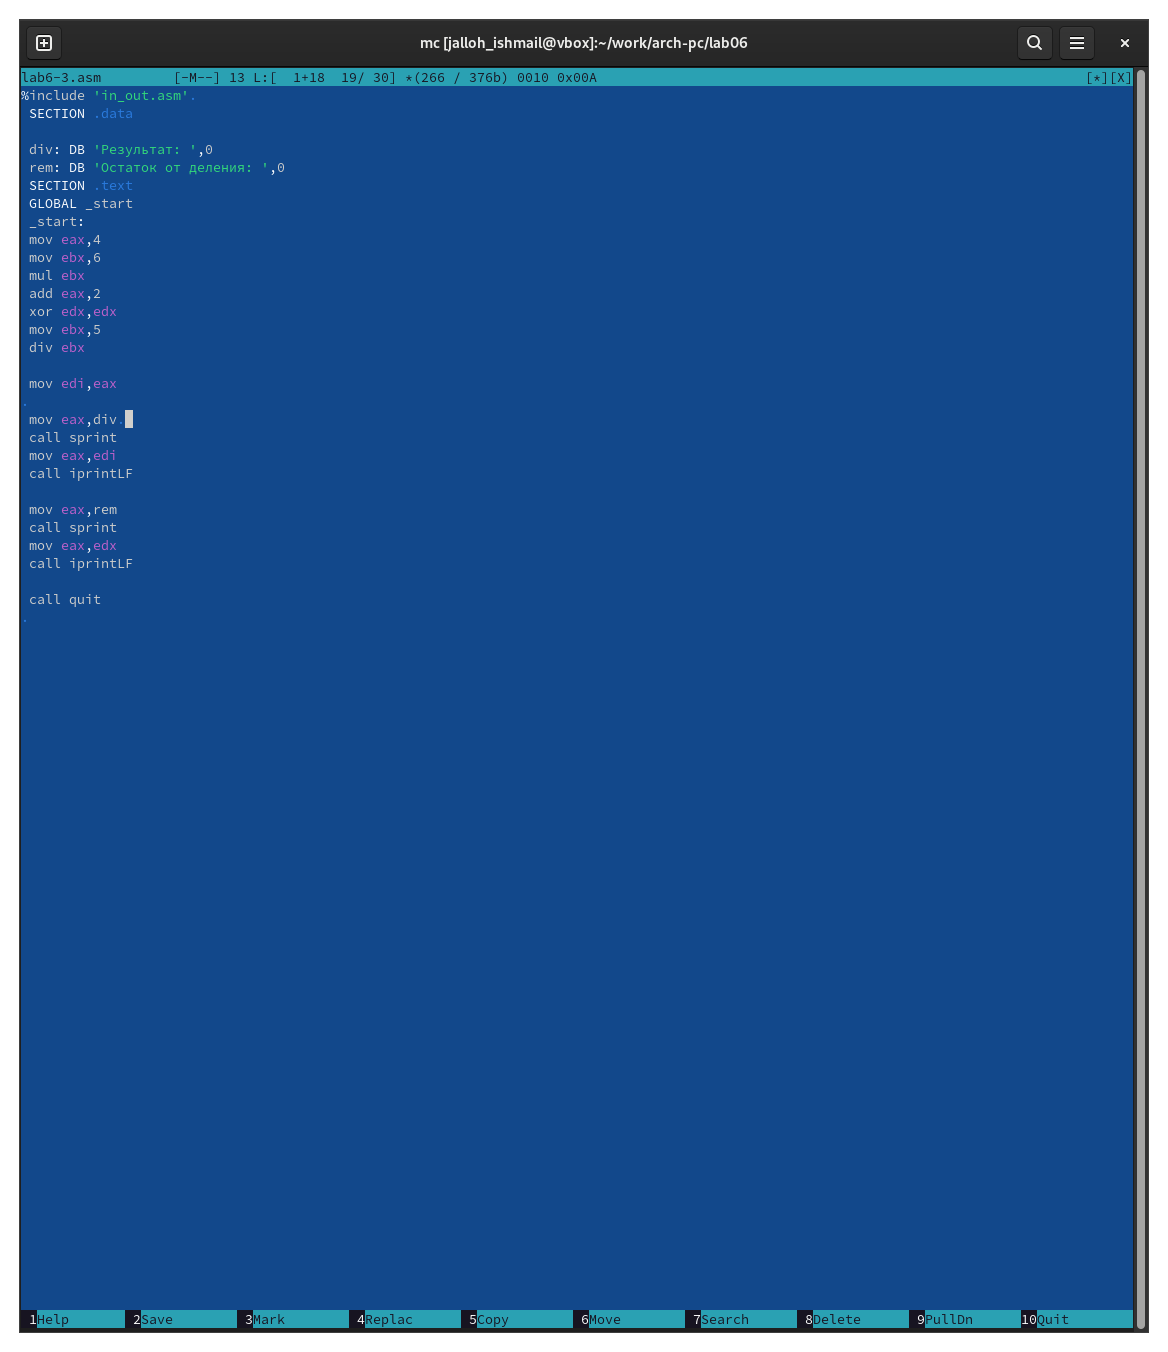 mc [jalloh_ishmail@vbox]:~/work/arch-pc/lab06
lab6-3.asm [-M--] 13 L:[ 1+18 19/ 30] *(266 / 376b) 0010 0x00A [*][X]
%include 'in_out.asm'.
SECTION .data
div: DB 'Результат: ',0
rem: DB 'Остаток от деления: ',0
SECTION .text
GLOBAL _start
_start:
mov eax,4
mov ebx,6
mul ebx
add eax,2
xor edx,edx
mov ebx,5
div ebx
mov edi,eax
.
mov eax,div.
call sprint
mov eax,edi
call iprintLF
mov eax,rem
call sprint
mov eax,edx
call iprintLF
call quit
.
1Help 2Save 3Mark 4Replac 5Copy 6Move 7Search 8Delete 9PullDn 10Quit